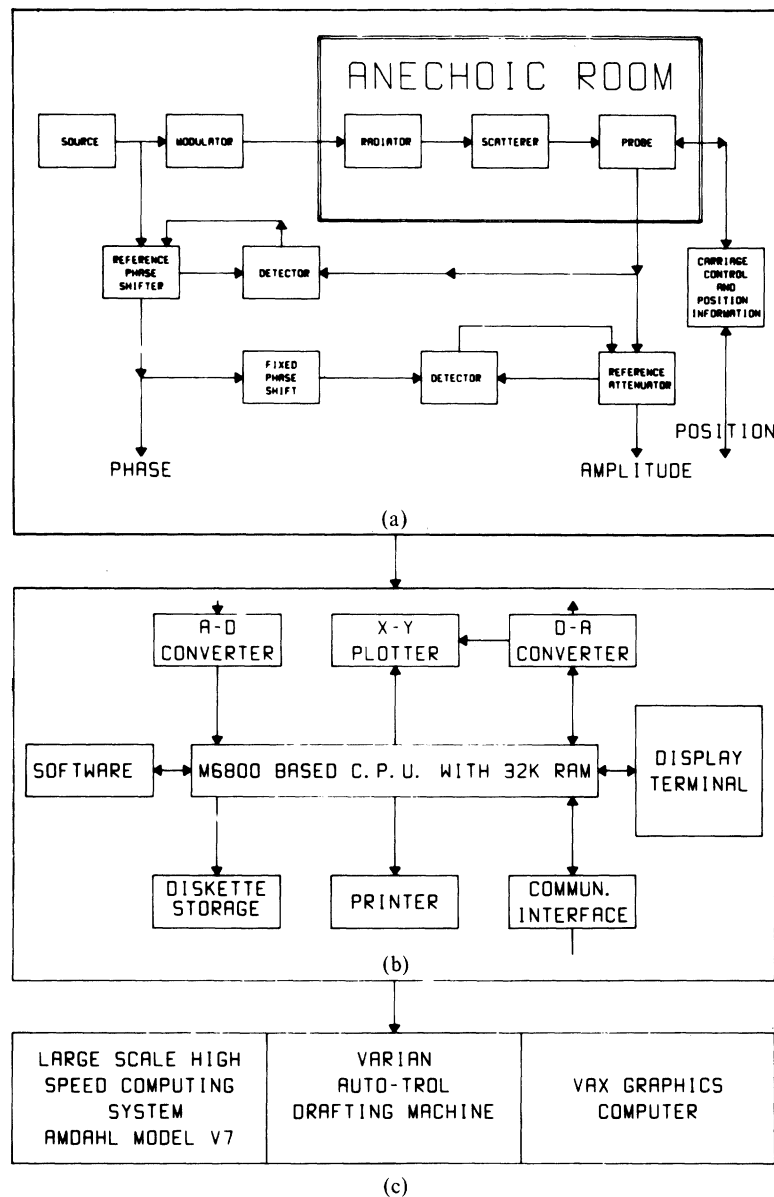 ANECHOIC ROOM
SOURCE
MODULATOR
RADIATOR
SCATTERER
PROBE
REFERENCE
PHASE
SHIFTER
DETECTOR
CARRIAGE
CONTROL
AND
POSITION
INFORMATION
FIXED
PHASE
SHIFT
DETECTOR
REFERENCE
ATTENUATOR
POSITION
PHASE
AMPLITUDE
(a)
A-D
CONVERTER
X-Y
PLOTTER
D-A
CONVERTER
SOFTWARE
M6800 BASED C.P.U. WITH 32K RAM
DISPLAY
TERMINAL
DISKETTE
STORAGE
PRINTER
COMMUN.
INTERFACE
(b)
LARGE SCALE HIGH
SPEED COMPUTING
SYSTEM
AMDAHL MODEL V7
VARIAN
AUTO-TROL
DRAFTING MACHINE
VAX GRAPHICS
COMPUTER
(c)